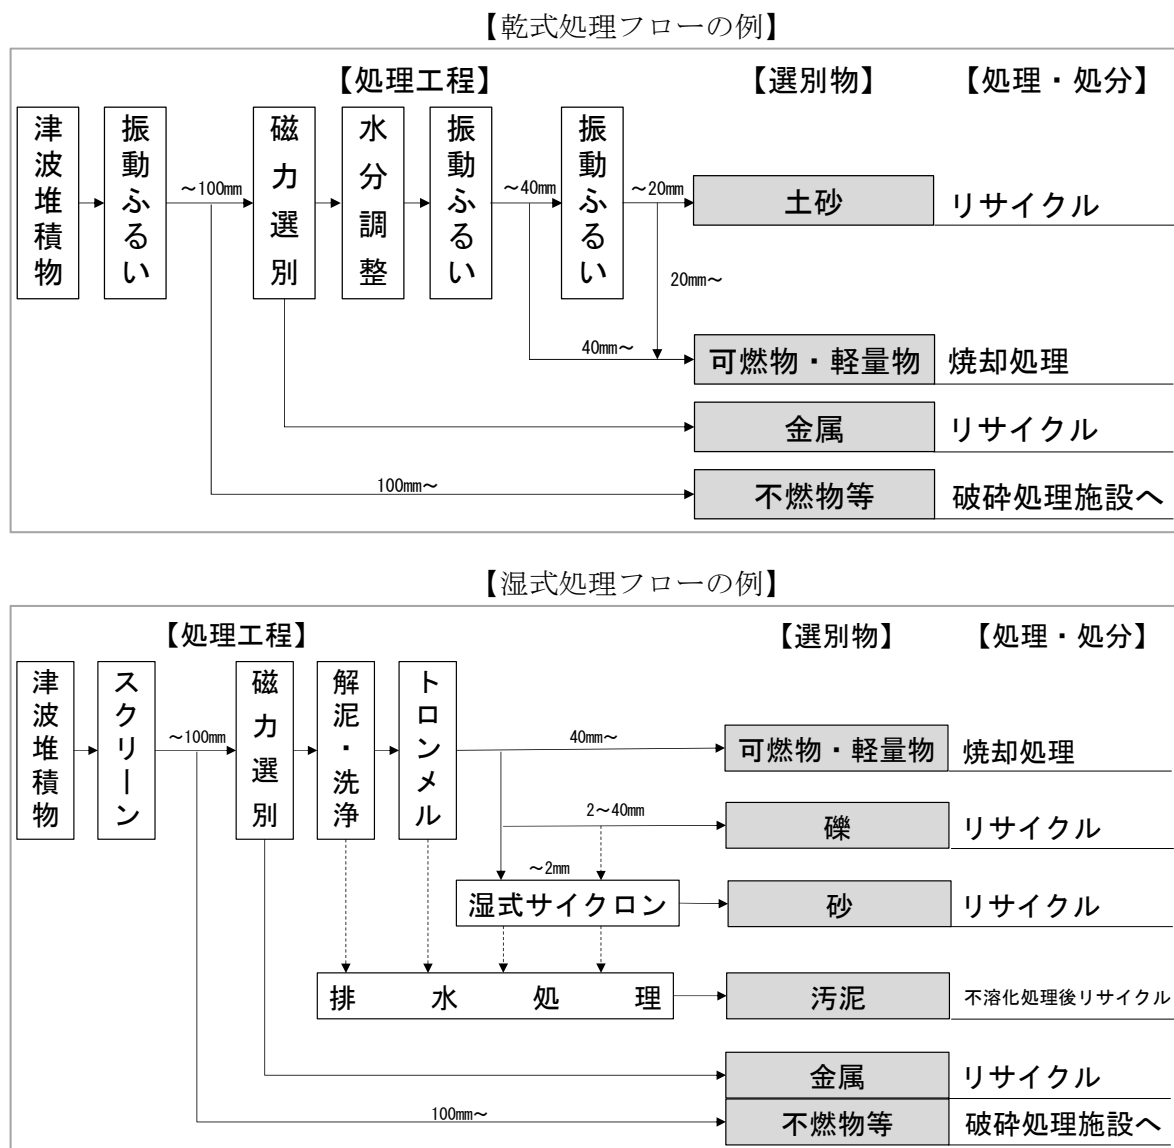 【乾式処理フローの例】
【処理工程】
【選別物】
【処理・処分】
津波堆積物
振動ふるい
～100㎜
磁力選別
水分調整
振動ふるい
～40㎜
振動ふるい
～20㎜
土砂
リサイクル
20㎜～
40㎜～
可燃物・軽量物
焼却処理
金属
リサイクル
100㎜～
不燃物等
破砕処理施設へ
【湿式処理フローの例】
【処理工程】
【選別物】
【処理・処分】
津波堆積物
スクリーン
～100㎜
磁力選別
解泥・洗浄
トロンメル
40㎜～
可燃物・軽量物
焼却処理
2～40㎜
礫
リサイクル
～2㎜
湿式サイクロン
砂
リサイクル
排水処理
汚泥
不溶化処理後リサイクル
金属
リサイクル
100㎜～
不燃物等
破砕処理施設へ